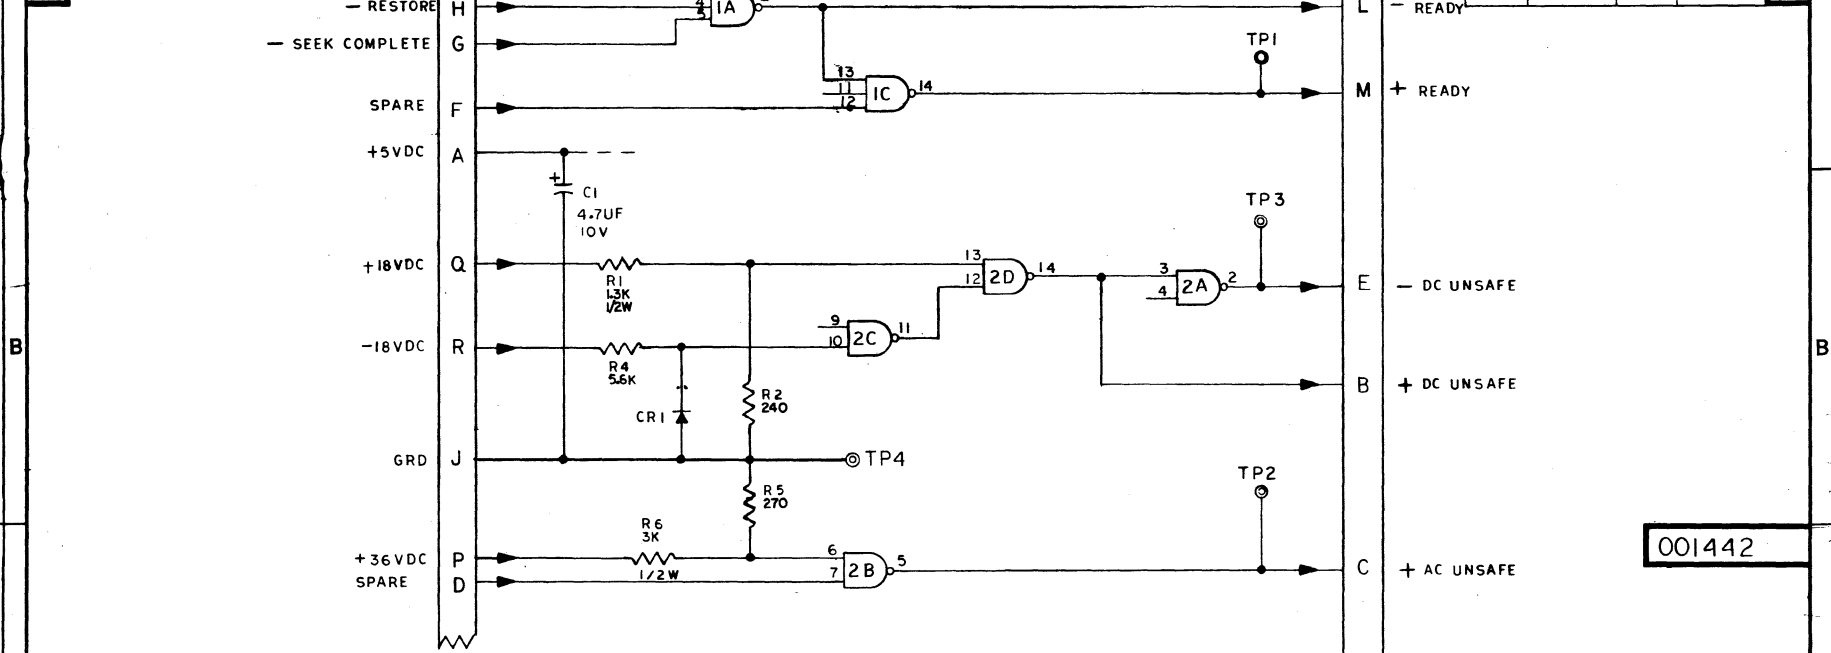 — RESTORE H 4 5 1A L — READY
— SEEK COMPLETE G
TP1
13 11 12 1C 14 M + READY
SPARE F
+5VDC A
+ C1
4.7UF
10V
TP3
+18VDC Q
R1
1.3K
1/2W
13 12 2D 14
3 4 2A 2 E — DC UNSAFE
-18VDC R
R4
5.6K
9 10 2C 11
B B
B + DC UNSAFE
R2
240
CR1
GRD J TP4
TP2
R5
270
R6
3K
1/2W
+36VDC P
SPARE D
6 7 2B 5 C + AC UNSAFE
001442